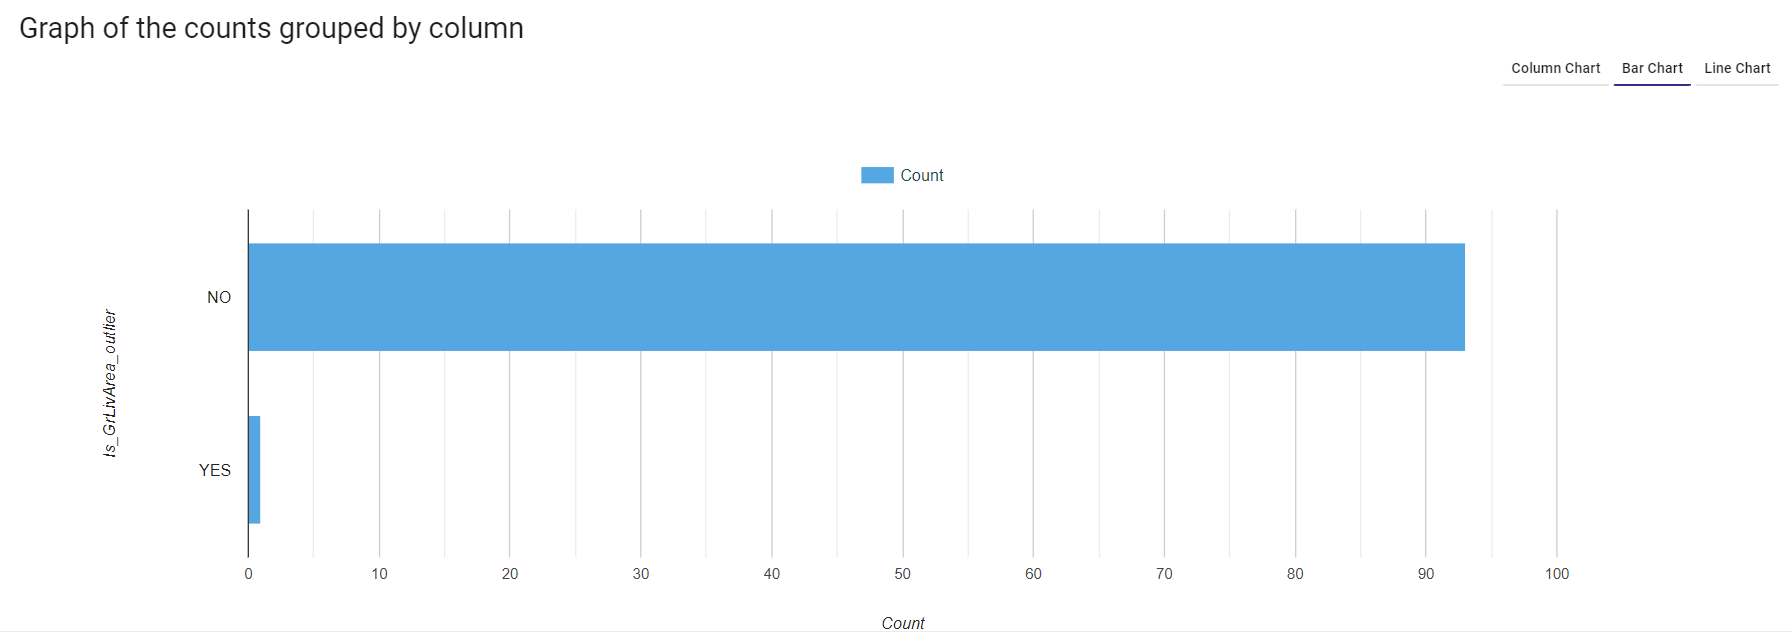 Graph of the counts grouped by column
Column Chart Bar Chart Line Chart
Count
NO
YES
Is_GrLivArea_outlier
0 10 20 30 40 50 60 70 80 90 100
Count